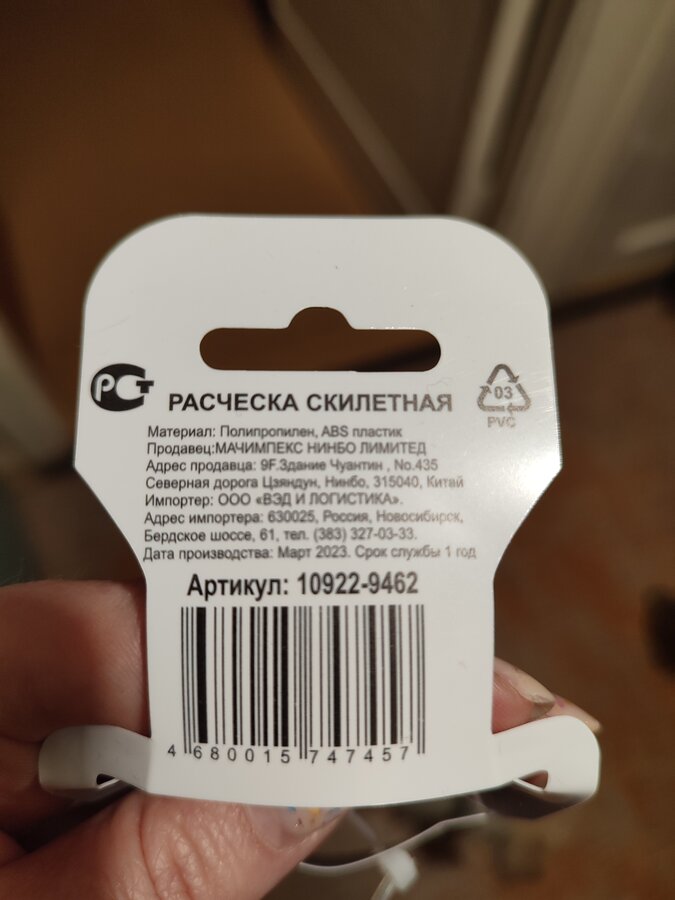 РСТ
РАСЧЕСКА СКИЛЕТНАЯ
03
PVC
Материал: Полипропилен, ABS пластик
Продавец:МАЧИМПЕКС НИНБО ЛИМИТЕД
Адрес продавца: 9F.Здание Чуантин , No.435
Северная дорога Цзяндун, Нинбо, 315040, Китай
Импортер: ООО «ВЭД И ЛОГИСТИКА».
Адрес импортера: 630025, Россия, Новосибирск,
Бердское шоссе, 61, тел. (383) 327-03-33.
Дата производства: Март 2023. Срок службы 1 год
Артикул: 10922-9462
4 680015 747457